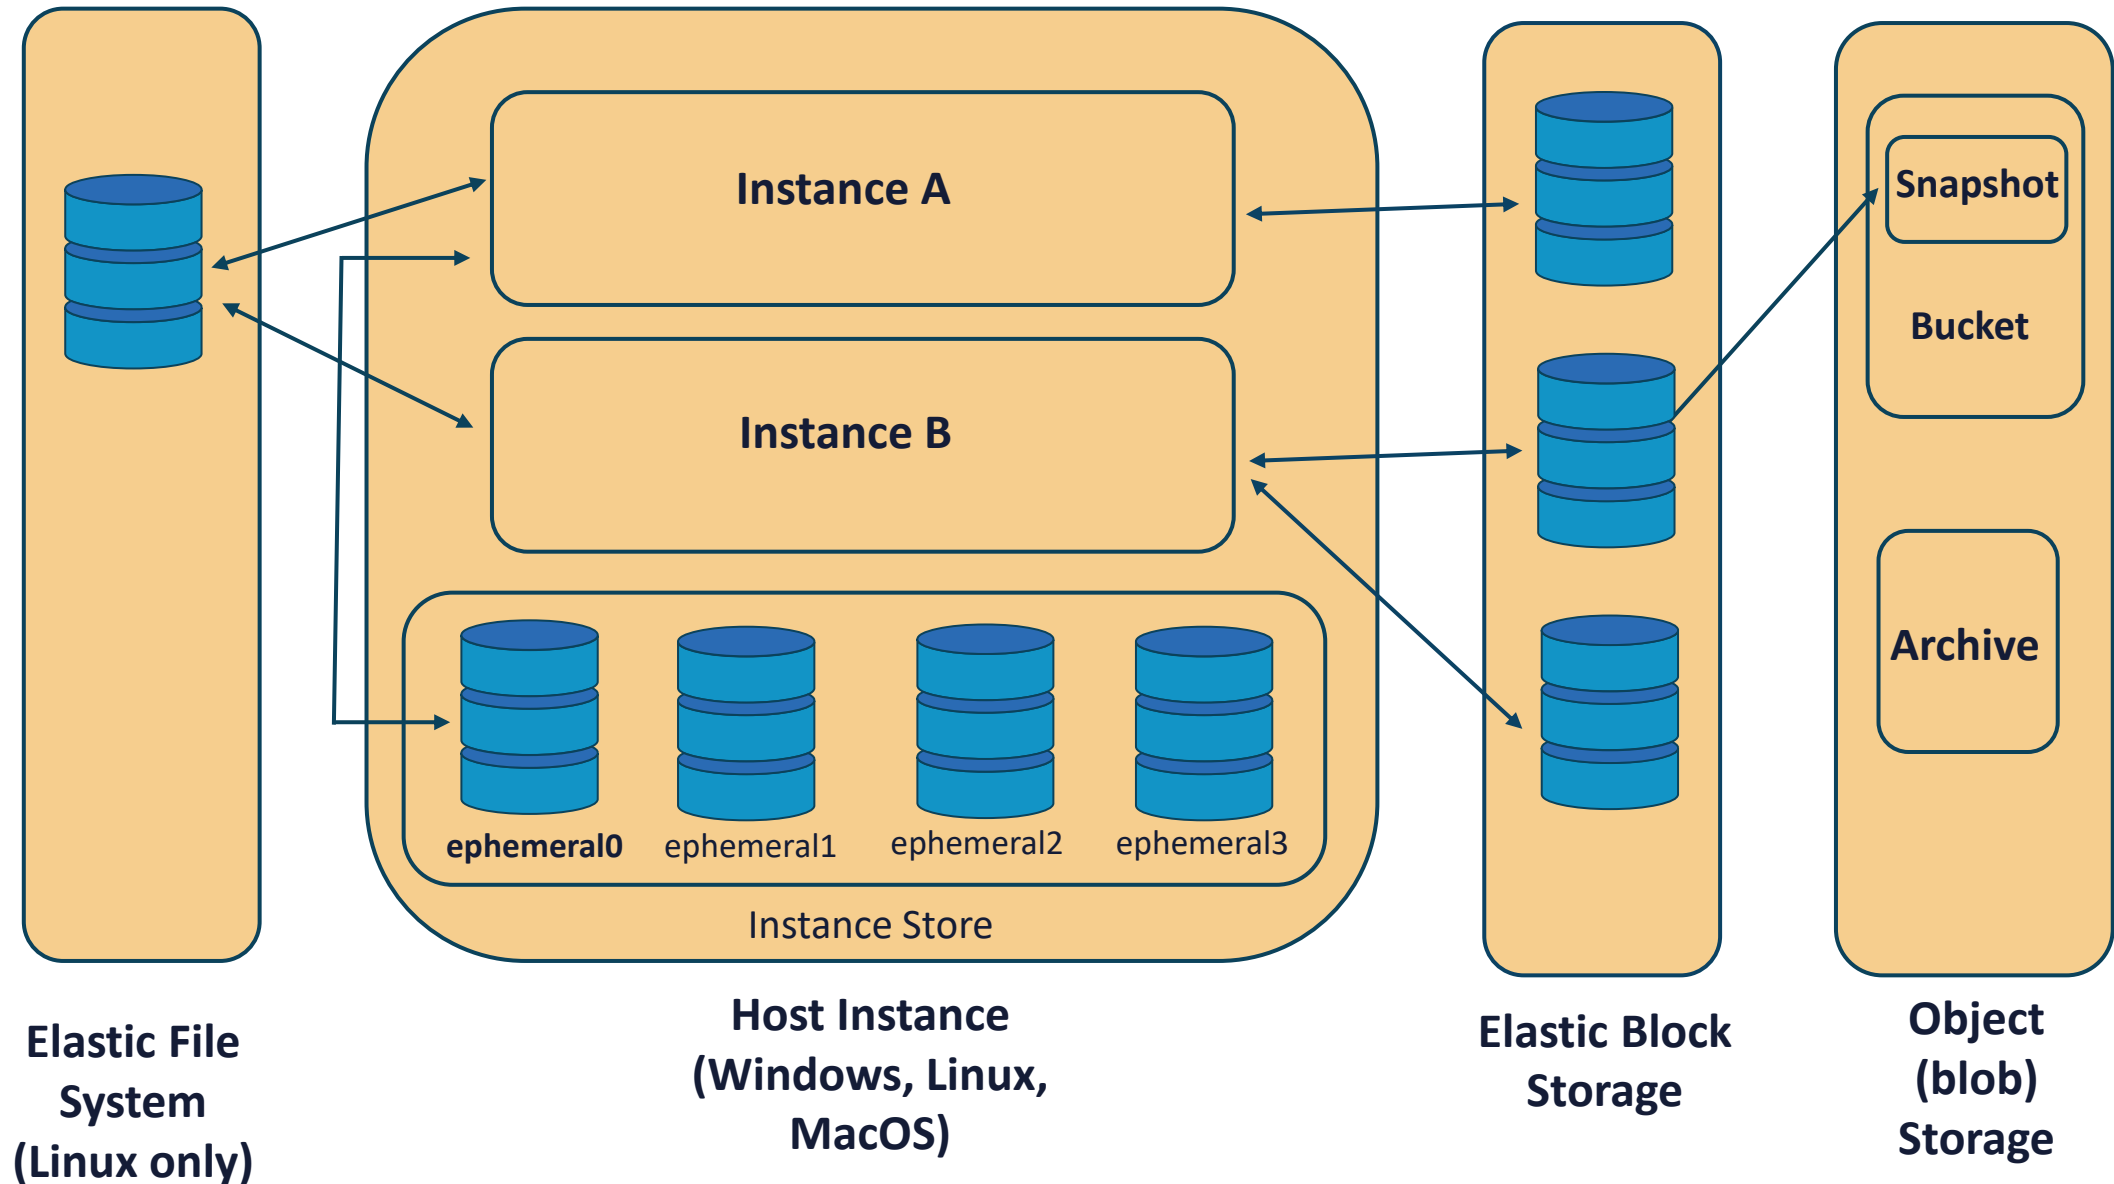 Instance A
Instance B
ephemeral0
ephemeral1
ephemeral2
ephemeral3
Instance Store
Snapshot
Bucket
Archive
Elastic File
System
(Linux only)
Host Instance
(Windows, Linux,
MacOS)
Elastic Block
Storage
Object
(blob)
Storage